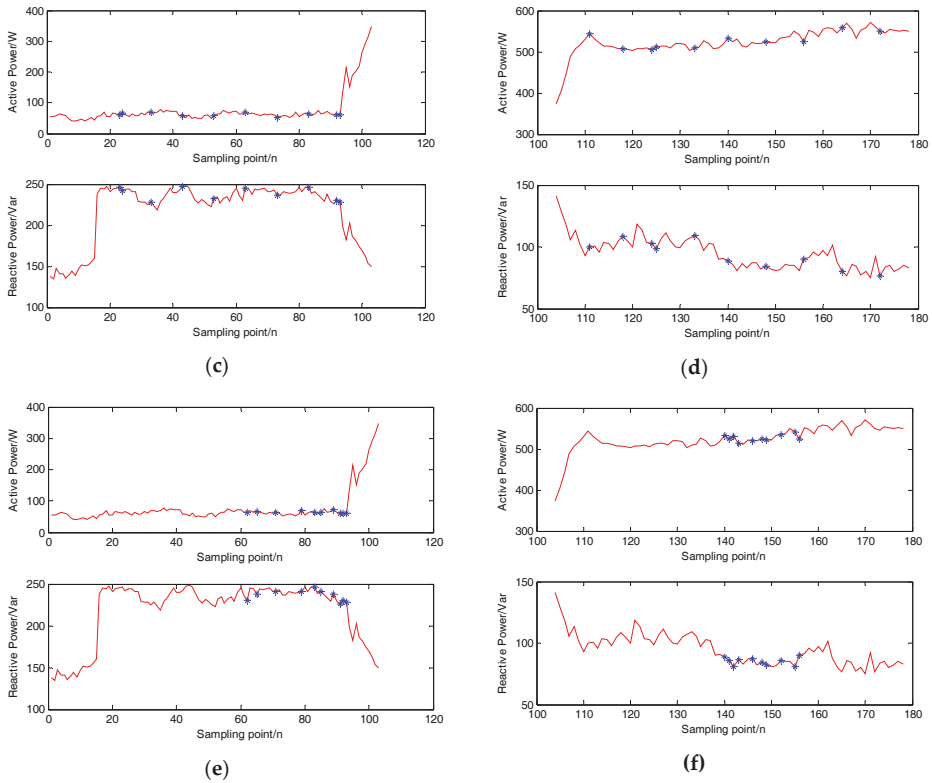 400
300
200
100
0
Active Power/W
0 20 40 60 80 100 120
Sampling point/n
250
200
150
100
Reactive Power/Var
0 20 40 60 80 100 120
Sampling point/n
(c)
600
500
400
300
Active Power/W
100 110 120 130 140 150 160 170 180
Sampling point/n
150
100
50
Reactive Power/Var
100 110 120 130 140 150 160 170 180
Sampling point/n
(d)
400
300
200
100
0
Active Power/W
0 20 40 60 80 100 120
Sampling point/n
250
200
150
100
Reactive Power/Var
0 20 40 60 80 100 120
Sampling point/n
(e)
600
500
400
300
Active Power/W
100 110 120 130 140 150 160 170 180
Sampling point/n
150
100
50
Reactive Power/Var
100 110 120 130 140 150 160 170 180
Sampling point/n
(f)